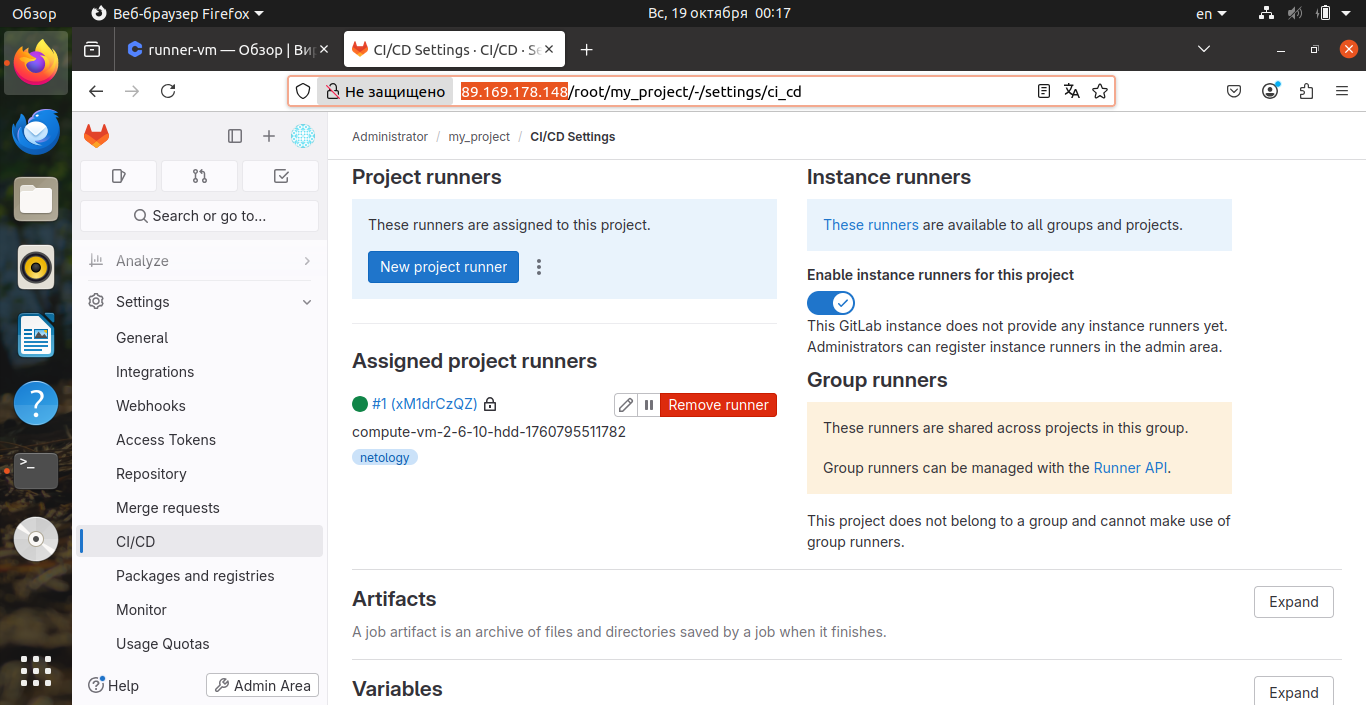 Обзор
Веб-браузер Firefox
Вс, 19 октября 00:17
en
runner-vm — Обзор | Ви
CI/CD Settings · CI/CD · Se
Не защищено
89.169.178.148/root/my_project/-/settings/ci_cd
Search or go to...
Analyze
Settings
General
Integrations
Webhooks
Access Tokens
Repository
Merge requests
CI/CD
Packages and registries
Monitor
Usage Quotas
Help
Admin Area
Administrator / my_project / CI/CD Settings
Project runners
These runners are assigned to this project.
New project runner
Assigned project runners
#1 (xM1drCzQZ)
Remove runner
compute-vm-2-6-10-hdd-1760795511782
netology
Instance runners
These runners are available to all groups and projects.
Enable instance runners for this project
This GitLab instance does not provide any instance runners yet.
Administrators can register instance runners in the admin area.
Group runners
These runners are shared across projects in this group.
Group runners can be managed with the Runner API.
This project does not belong to a group and cannot make use of
group runners.
Artifacts
Expand
A job artifact is an archive of files and directories saved by a job when it finishes.
Variables
Expand